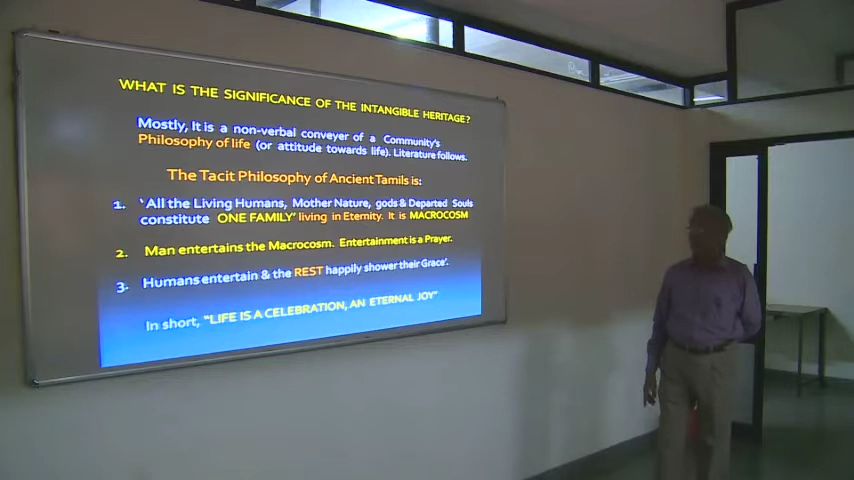 WHAT IS THE SIGNIFICANCE OF THE INTANGIBLE HERITAGE?
Mostly, It is a non-verbal conveyer of a Community's
Philosophy of life (or attitude towards life). Literature follows.
The Tacit Philosophy of Ancient Tamils is:
1. ‘All the Living Humans, Mother Nature, gods & Departed Souls
constitute ONE FAMILY’ living in Eternity. It is MACROCOSM
2. Man entertains the Macrocosm. Entertainment is a Prayer.
3. Humans entertain & the REST happily shower their Grace’.
In short, “LIFE IS A CELEBRATION, AN ETERNAL JOY”